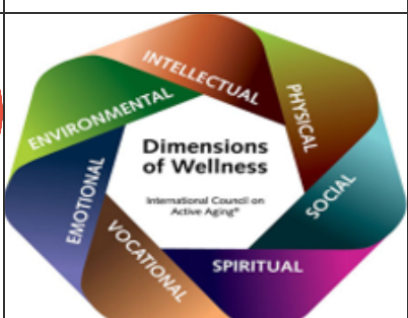 INTELLECTUAL
PHYSICAL
SOCIAL
SPIRITUAL
VOCATIONAL
EMOTIONAL
ENVIRONMENTAL
Dimensions
of Wellness
International Council on
Active Aging®